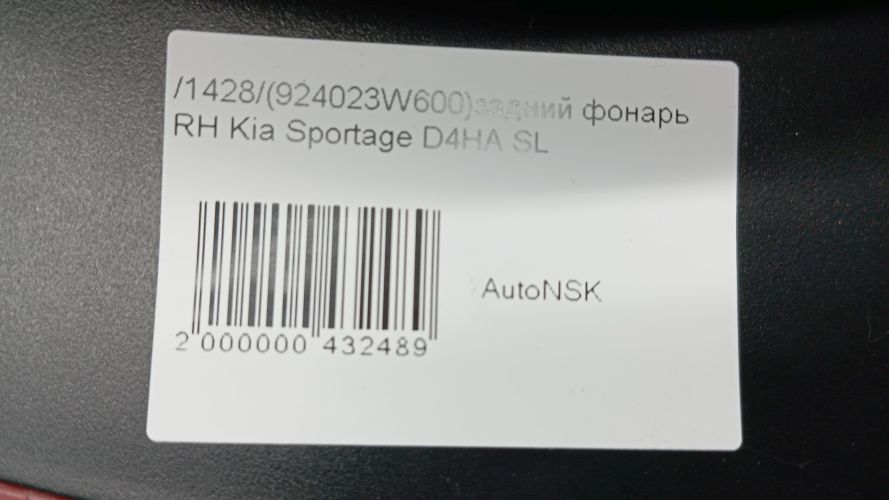 /1428/(924023W600)задний фонарь
RH Kia Sportage D4HA SL
AutoNSK
2 000000 432489